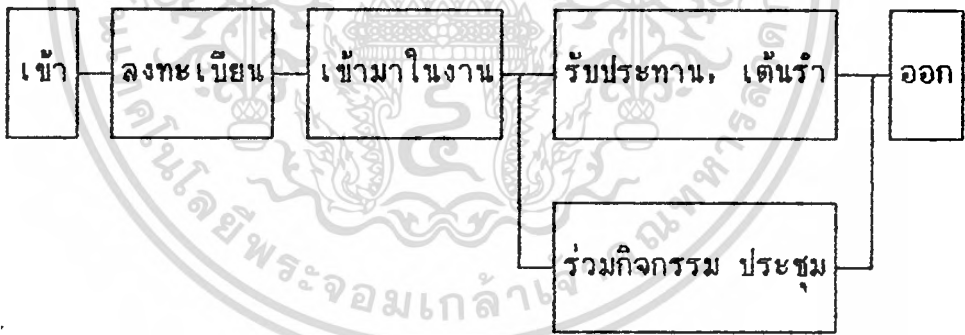 เข้า
ลงทะเบียน
เข้ามาในงาน
รับประทาน, เต้นรำ
ออก
ร่วมกิจกรรม ประชุม